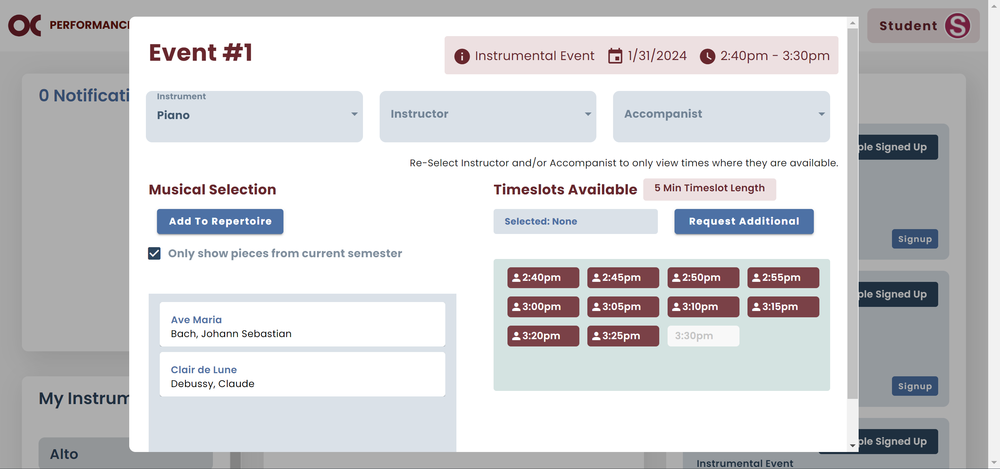 OC PERFORMANC
Student S
Event #1
Instrumental Event 1/31/2024 2:40pm - 3:30pm
0 Notificati
Instrument
Piano
Instructor
Accompanist
ple Signed Up
Re-Select Instructor and/or Accompanist to only view times where they are available.
Musical Selection
Timeslots Available 5 Min Timeslot Length
Add To Repertoire
Selected: None
Request Additional
Signup
Only show pieces from current semester
2:40pm 2:45pm 2:50pm 2:55pm
ple Signed Up
3:00pm 3:05pm 3:10pm 3:15pm
Ave Maria
Bach, Johann Sebastian
3:20pm 3:25pm 3:30pm
Clair de Lune
Debussy, Claude
Signup
My Instrum
ple Signed Up
Alto
Instrumental Event